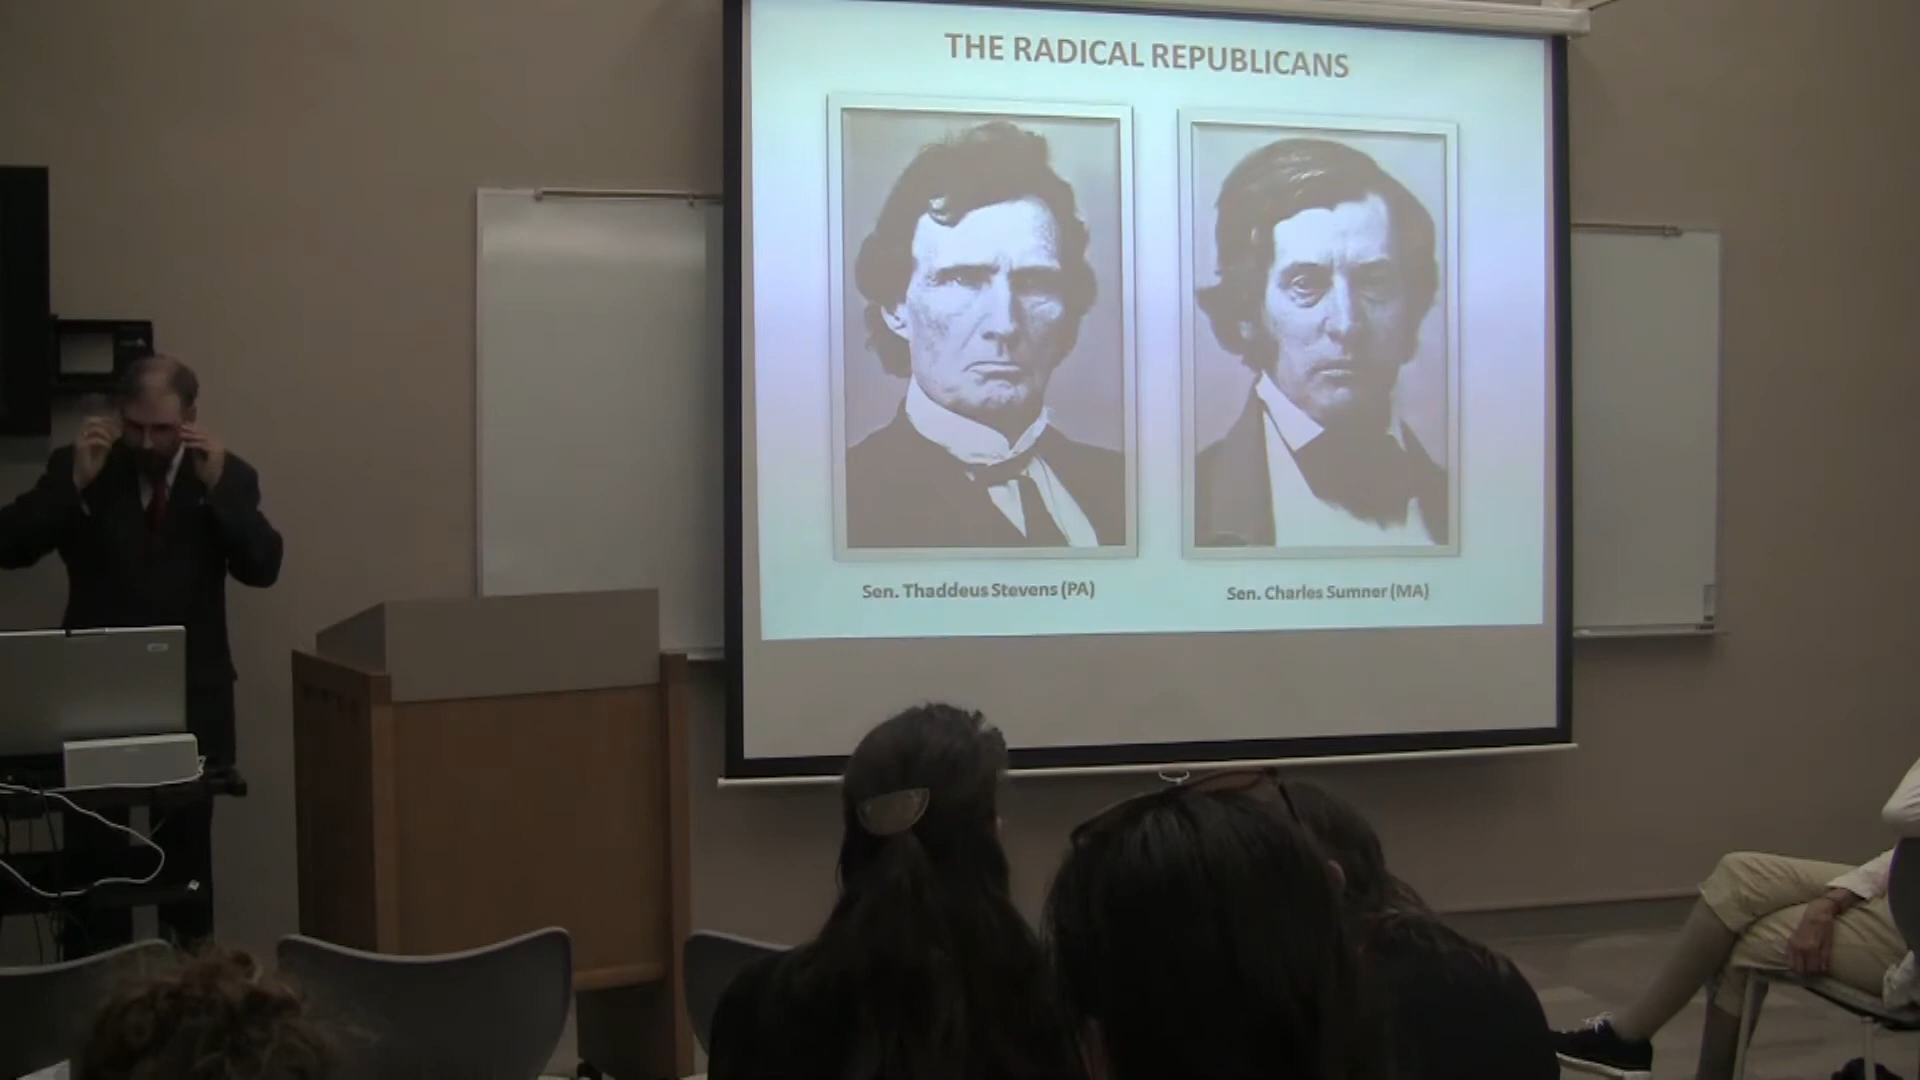 THE RADICAL REPUBLICANS
Sen. Thaddeus Stevens (PA)
Sen. Charles Sumner (MA)